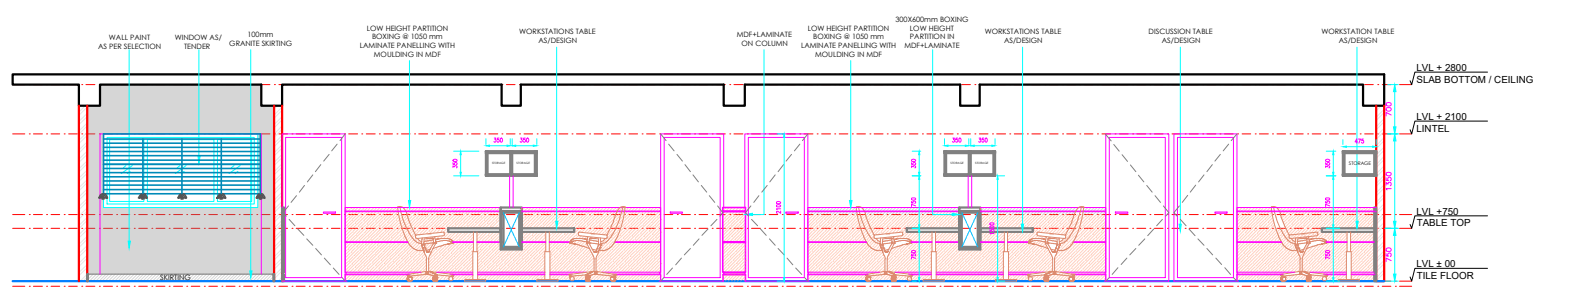 WALL PAINT
AS PER SELECTION
WINDOW AS/
TENDER
100mm
GRANITE SKIRTING
LOW HEIGHT PARTITION
BOXING @ 1050 mm
LAMINATE PANELLING WITH
MOULDING IN MDF
WORKSTATIONS TABLE
AS/DESIGN
MDF+LAMINATE
ON COLUMN
LOW HEIGHT PARTITION
BOXING @ 1050 mm
LAMINATE PANELLING WITH
MOULDING IN MDF
300X600mm BOXING
LOW HEIGHT
PARTITION IN
MDF+LAMINATE
WORKSTATIONS TABLE
AS/DESIGN
DISCUSSION TABLE
AS/DESIGN
WORKSTATION TABLE
AS/DESIGN
LVL + 2800
SLAB BOTTOM / CEILING
700
LVL + 2100
LINTEL
350 350
350
STORAGE STORAGE
350 350
350
475
350
STORAGE
1350
750
2100
750
LVL +750
TABLE TOP
750
750
LVL ± 00
TILE FLOOR
SKIRTING